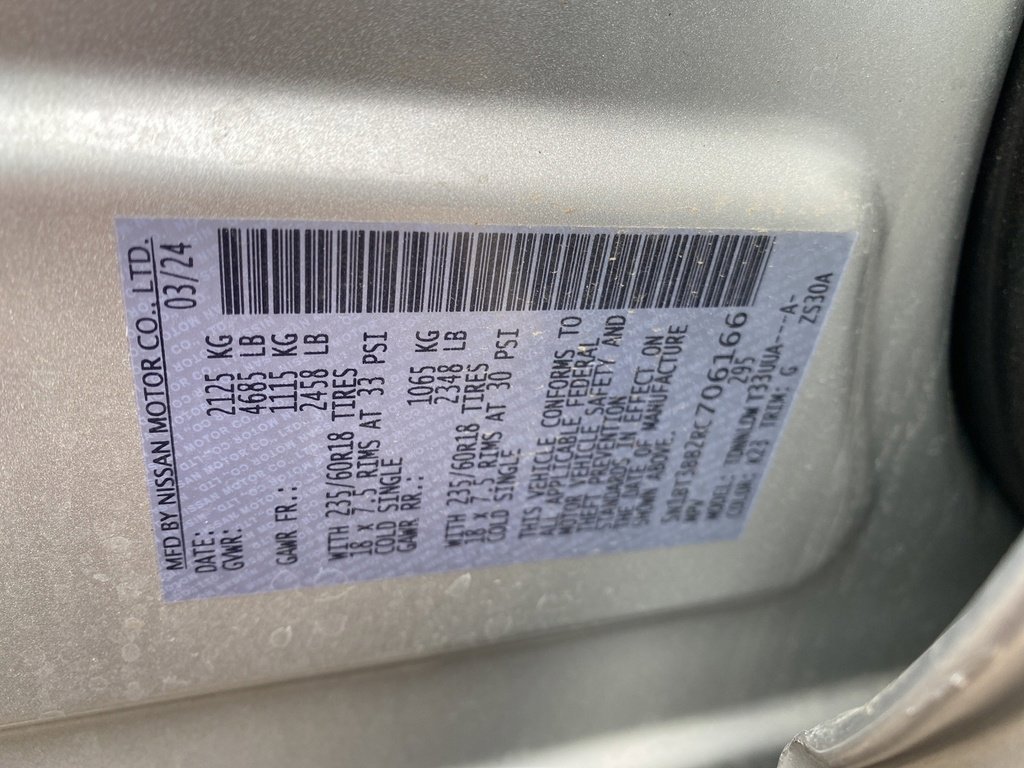 MFD BY NISSAN MOTOR CO., LTD.
DATE: 03/24
GVWR: 2125 KG
4685 LB
GAWR FR.: 1115 KG
2458 LB
WITH 235/60R18 TIRES
18 X 7.5 RIMS AT 33 PSI
COLD SINGLE
GAWR RR.: 1065 KG
2348 LB
WITH 235/60R18 TIRES
18 X 7.5 RIMS AT 30 PSI
COLD SINGLE
THIS VEHICLE CONFORMS TO
ALL APPLICABLE FEDERAL
MOTOR VEHICLE SAFETY AND
THEFT PREVENTION
STANDARDS IN EFFECT ON
THE DATE OF MANUFACTURE
SHOWN ABOVE.
5N1BT3BB2RC706166
MPV 295
MODEL: T33UUA----A-
COLOR: K23 TRIM: G ZS30A